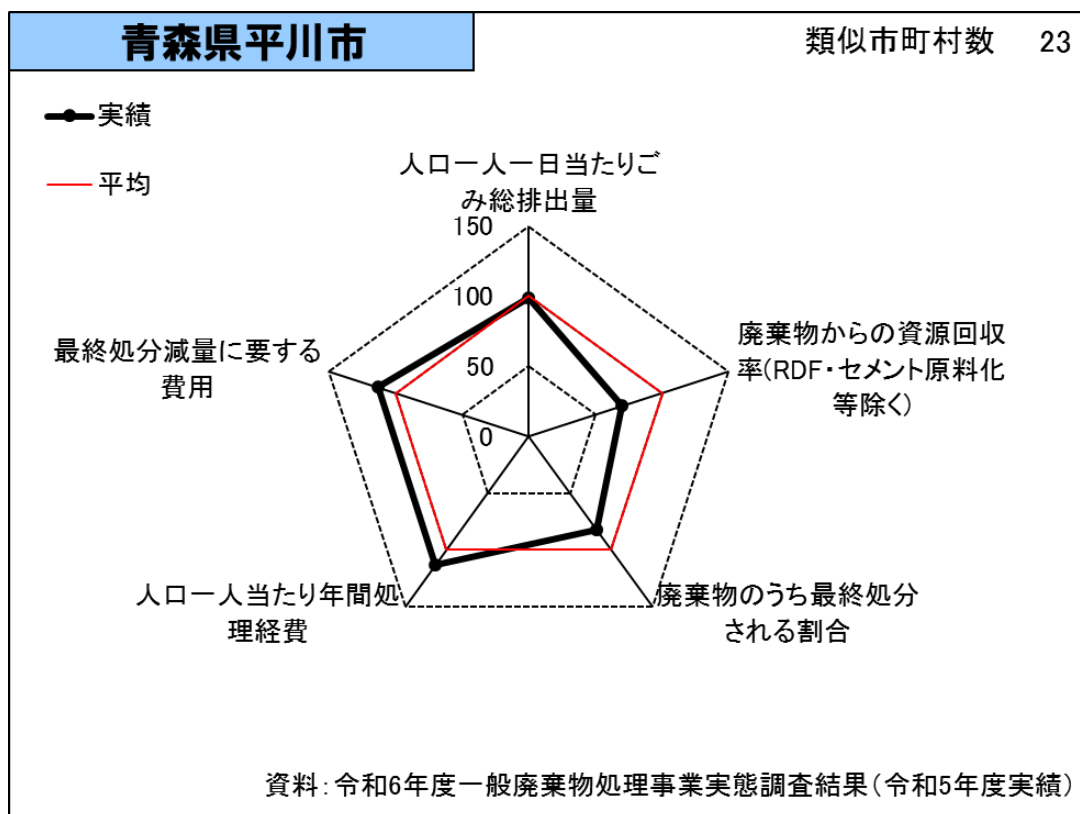 青森県平川市
類似市町村数 23
実績
平均
人口一人一日当たりご
み総排出量
150
100
50
0
廃棄物からの資源回収
率(RDF・セメント原料化
等除く)
最終処分減量に要する
費用
人口一人当たり年間処
理経費
廃棄物のうち最終処分
される割合
資料:令和6年度一般廃棄物処理事業実態調査結果(令和5年度実績)